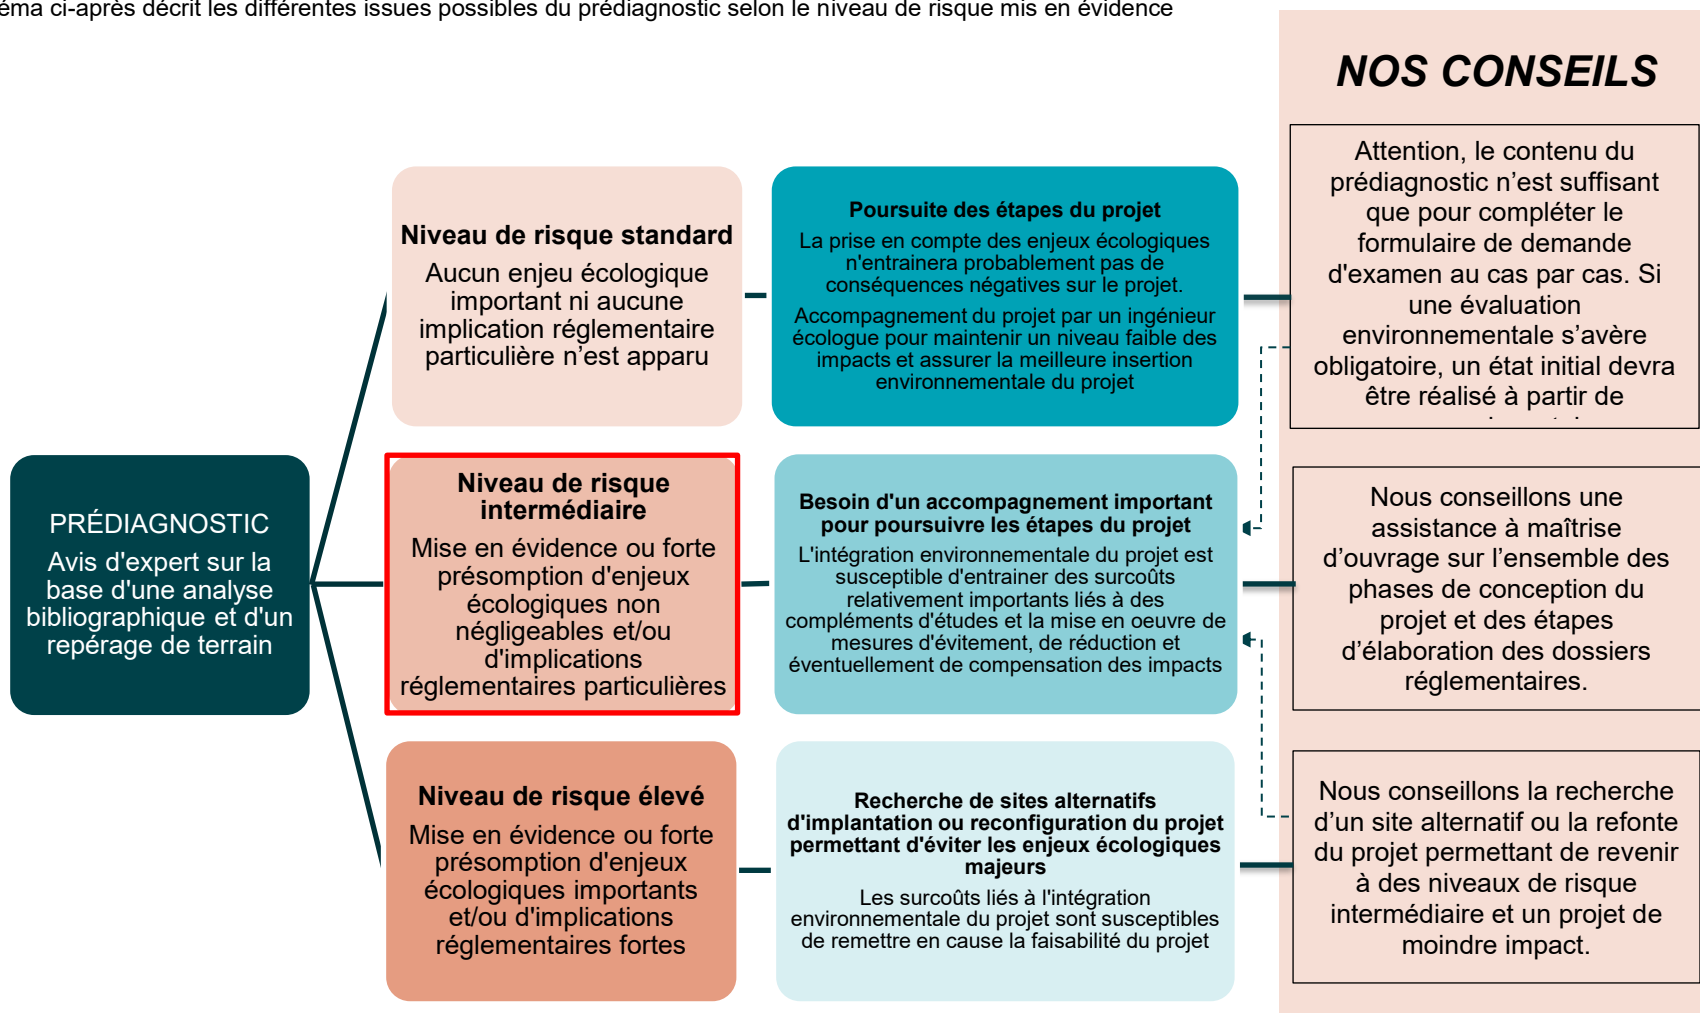 éma ci-après décrit les différentes issues possibles du prédiagnostic selon le niveau de risque mis en évidence
NOS CONSEILS
PRÉDIAGNOSTIC
Avis d'expert sur la
base d'une analyse
bibliographique et d'un
repérage de terrain
Niveau de risque standard
Aucun enjeu écologique
important ni aucune
implication réglementaire
particulière n’est apparu
Poursuite des étapes du projet
La prise en compte des enjeux écologiques
n'entrainera probablement pas de
conséquences négatives sur le projet.
Accompagnement du projet par un ingénieur
écologue pour maintenir un niveau faible des
impacts et assurer la meilleure insertion
environnementale du projet
Attention, le contenu du
prédiagnostic n’est suffisant
que pour compléter le
formulaire de demande
d'examen au cas par cas. Si
une évaluation
environnementale s’avère
obligatoire, un état initial devra
être réalisé à partir de
Niveau de risque
intermédiaire
Mise en évidence ou forte
présomption d'enjeux
écologiques non
négligeables et/ou
d'implications
réglementaires particulières
Besoin d'un accompagnement important
pour poursuivre les étapes du projet
L'intégration environnementale du projet est
susceptible d'entrainer des surcoûts
relativement importants liés à des
compléments d'études et la mise en oeuvre de
mesures d'évitement, de réduction et
éventuellement de compensation des impacts
Nous conseillons une
assistance à maîtrise
d’ouvrage sur l’ensemble des
phases de conception du
projet et des étapes
d’élaboration des dossiers
réglementaires.
Niveau de risque élevé
Mise en évidence ou forte
présomption d'enjeux
écologiques importants
et/ou d'implications
réglementaires fortes
Recherche de sites alternatifs
d'implantation ou reconfiguration du projet
permettant d'éviter les enjeux écologiques
majeurs
Les surcoûts liés à l'intégration
environnementale du projet sont susceptibles
de remettre en cause la faisabilité du projet
Nous conseillons la recherche
d’un site alternatif ou la refonte
du projet permettant de revenir
à des niveaux de risque
intermédiaire et un projet de
moindre impact.